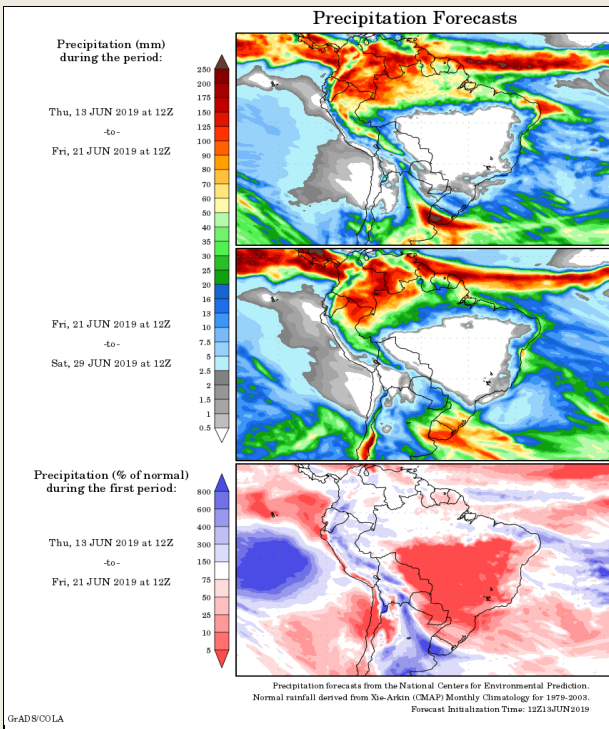 Precipitation Forecasts
Precipitation (mm)
during the period:
Thu, 13 JUN 2019 at 12Z
-to-
Fri, 21 JUN 2019 at 12Z
250
200
175
150
125
100
90
80
70
60
50
40
35
30
25
20
16
13
10
7.5
5
2.5
2
1.5
1
0.5
Fri, 21 JUN 2019 at 12Z
-to-
Sat, 29 JUN 2019 at 12Z
Precipitation (% of normal)
during the first period:
Thu, 13 JUN 2019 at 12Z
-to-
Fri, 21 JUN 2019 at 12Z
800
600
400
300
150
75
50
25
10
5
Precipitation forecasts from the National Centers for Environmental Prediction.
Normal rainfall derived from Xie-Arkin (CMAP) Monthly Climatology for 1979-2003.
Forecast Initialization Time: 12Z13JUN2019
GrADS/COLA